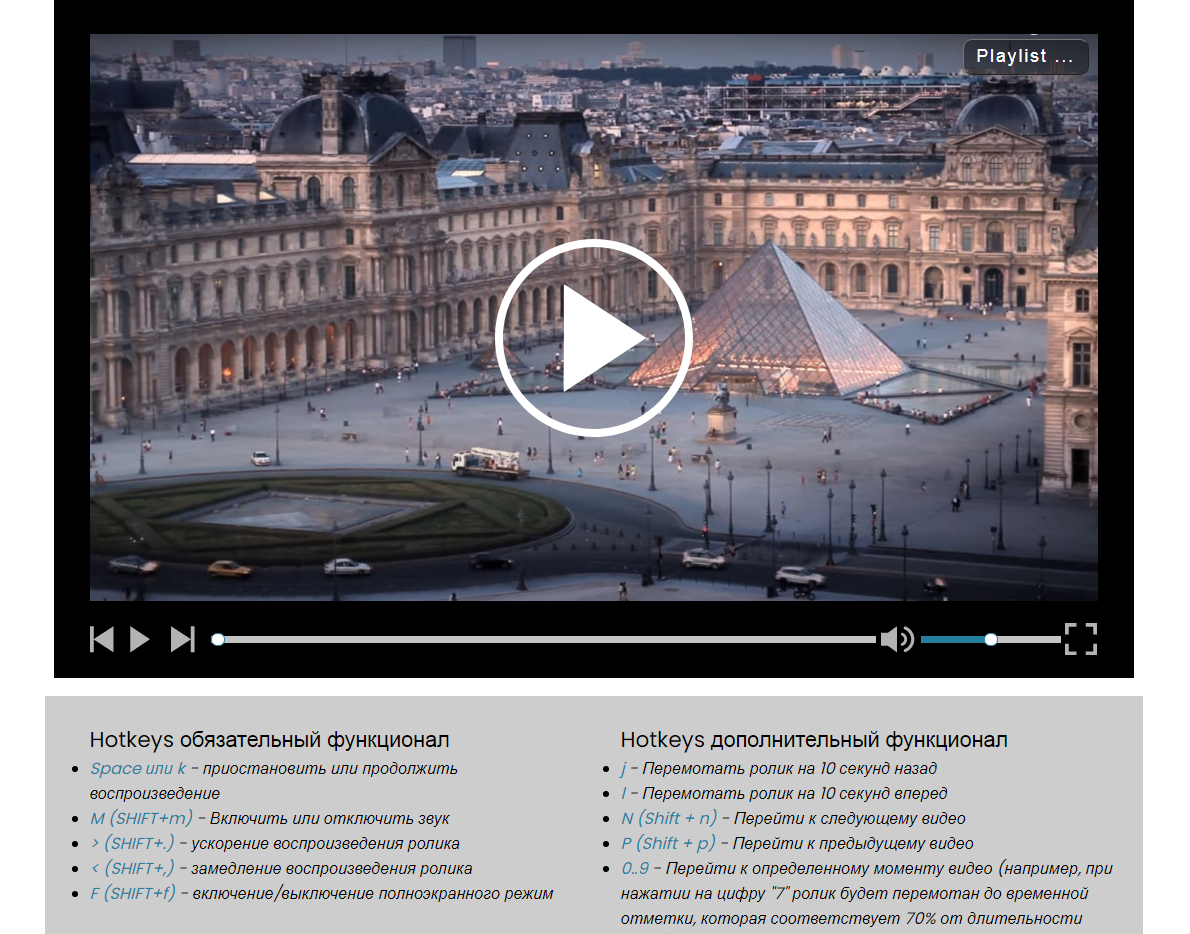 Playlist ...
Hotkeys обязательный функционал
Space или k - приостановить или продолжить
воспроизведение
M (SHIFT+m) - Включить или отключить звук
> (SHIFT+.) - ускорение воспроизведения ролика
< (SHIFT+,) - замедление воспроизведения ролика
F (SHIFT+f) - включение/выключение полноэкранного режим
Hotkeys дополнительный функционал
j - Перемотать ролик на 10 секунд назад
l - Перемотать ролик на 10 секунд вперед
N (Shift + n) - Перейти к следующему видео
P (Shift + p) - Перейти к предыдущему видео
0..9 - Перейти к определенному моменту видео (например, при
нажатии на цифру "7" ролик будет перемотан до временной
отметки, которая соответствует 70% от длительности